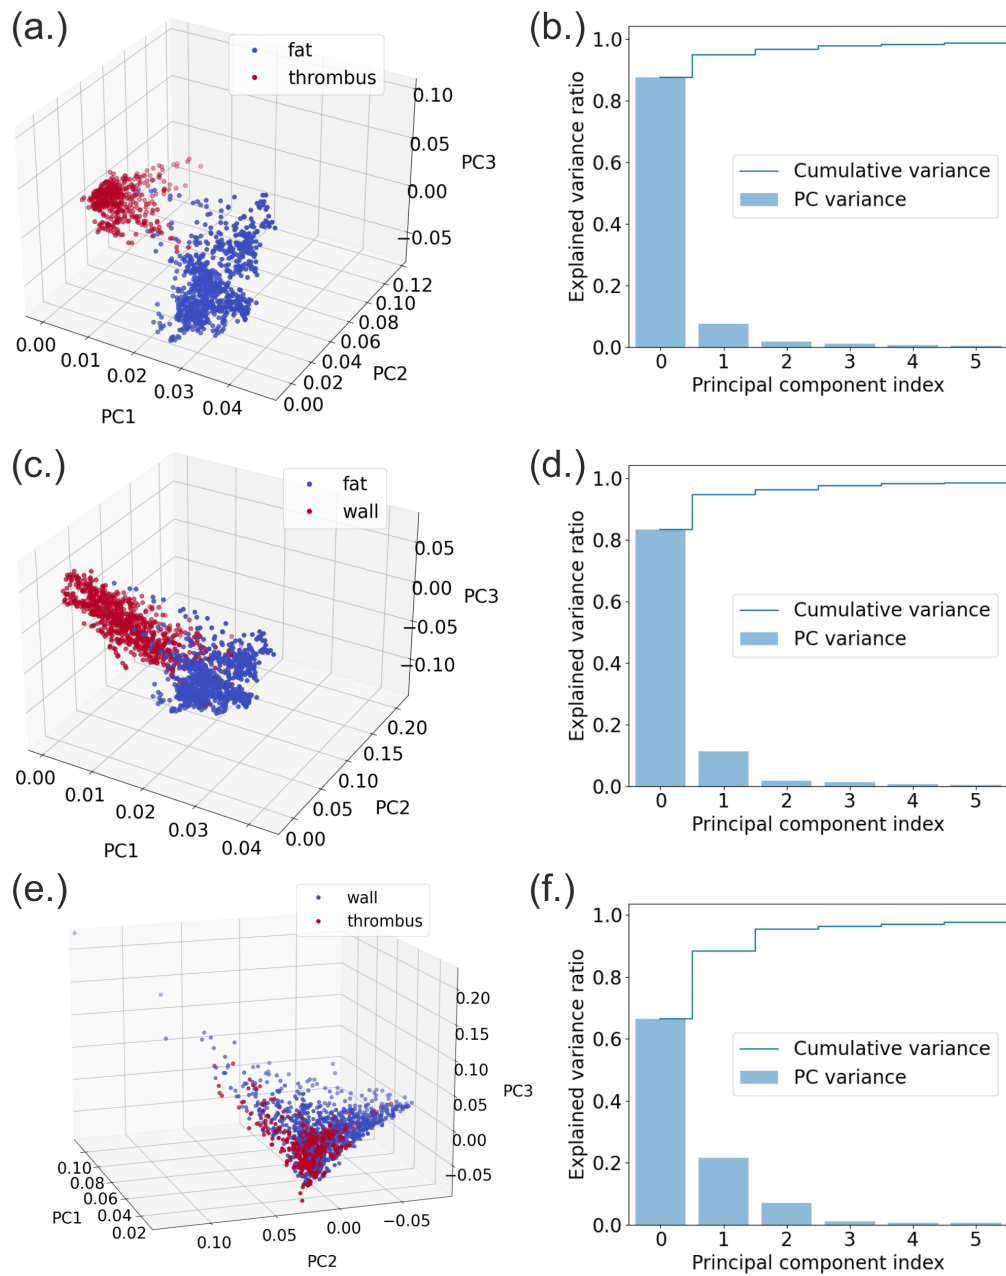 (a.)
fat
thrombus
0.10
0.05
PC3
0.00
−0.05
0.12
0.10
0.08
0.06
0.04
0.02
0.00
PC2
0.00
0.01
0.02
0.03
0.04
PC1
(b.)
1.0
0.8
0.6
0.4
0.2
0.0
Explained variance ratio
Cumulative variance
PC variance
0 1 2 3 4 5
Principal component index
(c.)
fat
wall
0.05
0.00
PC3
−0.05
−0.10
0.20
0.15
0.10
0.05
0.00
PC2
0.00
0.01
0.02
0.03
0.04
PC1
(d.)
1.0
0.8
0.6
0.4
0.2
0.0
Explained variance ratio
Cumulative variance
PC variance
0 1 2 3 4 5
Principal component index
(e.)
wall
thrombus
0.20
0.15
0.10
PC3
0.05
0.00
−0.05
0.10
0.08
0.06
0.04
0.02
PC1
0.10
0.05
0.00
−0.05
PC2
(f.)
1.0
0.8
0.6
0.4
0.2
0.0
Explained variance ratio
Cumulative variance
PC variance
0 1 2 3 4 5
Principal component index